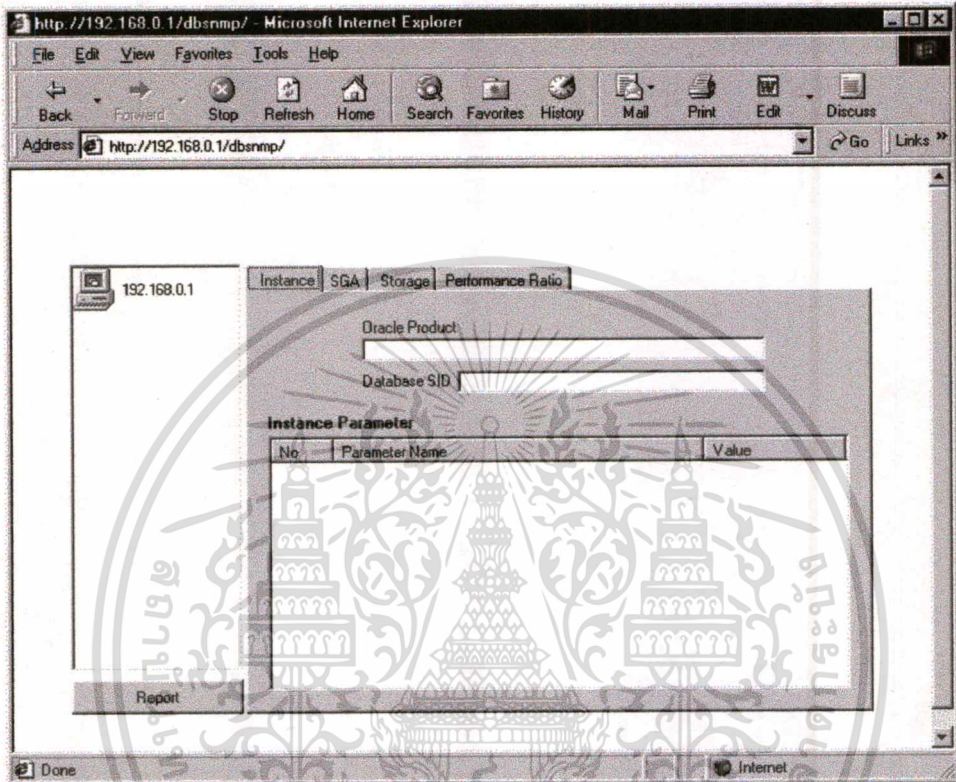 http://192.168.0.1/dbsnmp/ - Microsoft Internet Explorer
File Edit View Favorites Tools Help
Back Forward Stop Refresh Home Search Favorites History Mail Print Edit Discuss
Address http://192.168.0.1/dbsnmp/ Go Links »
192.168.0.1
Instance SGA Storage Performance Ratio
Oracle Product
Database SID
Instance Parameter
No Parameter Name Value
Report
Done Internet